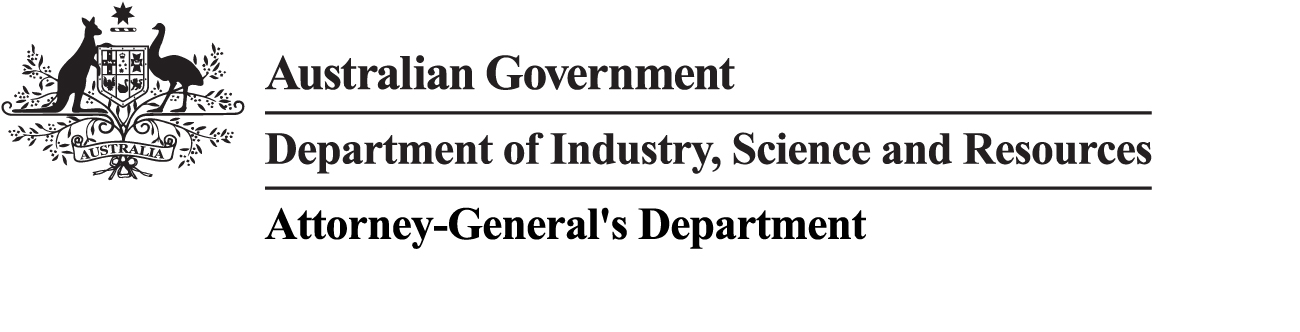 AUSTRALIA
Australian Government
Department of Industry, Science and Resources
Attorney-General's Department